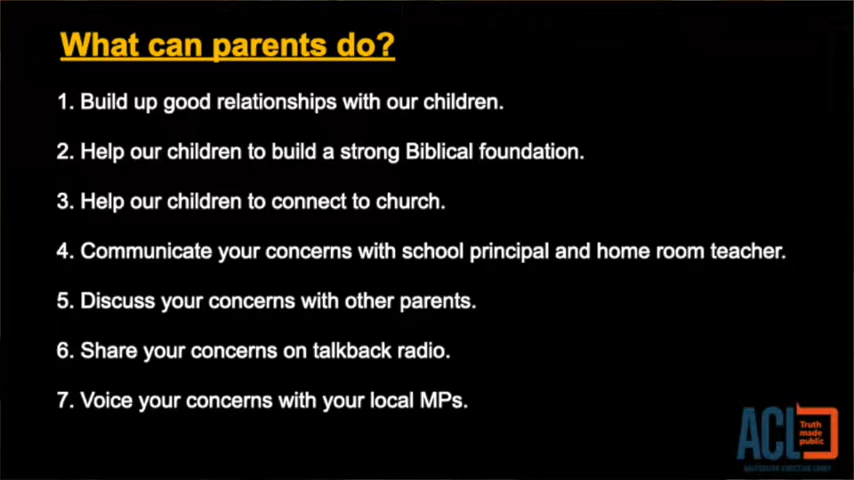 What can parents do?
1. Build up good relationships with our children.
2. Help our children to build a strong Biblical foundation.
3. Help our children to connect to church.
4. Communicate your concerns with school principal and home room teacher.
5. Discuss your concerns with other parents.
6. Share your concerns on talkback radio.
7. Voice your concerns with your local MPs.
ACL
Truth
made
public
AUSTRALIAN CHRISTIAN LOBBY